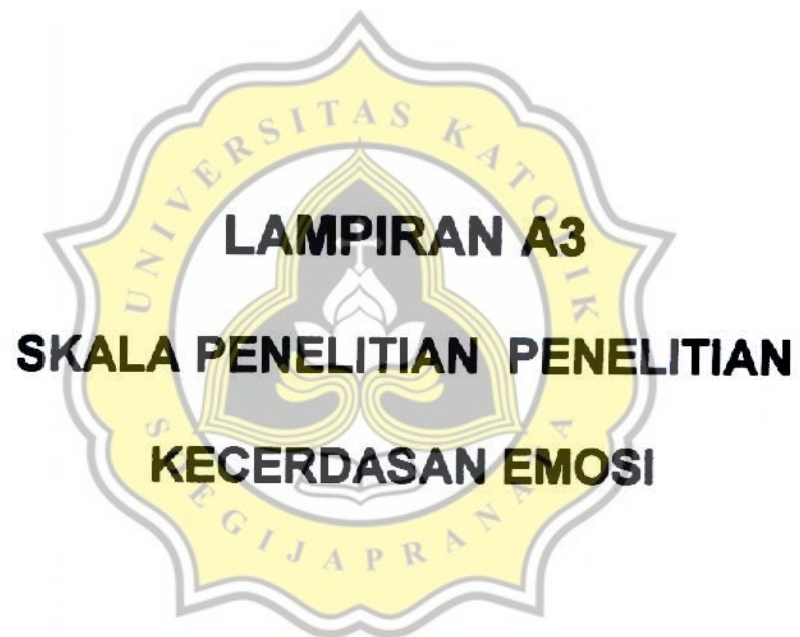 UNIVERSITAS KATOLIK
LAMPIRAN A3
SKALA PENELITIAN PENELITIAN
KECERDASAN EMOSI
SOEGIJAPRANATA